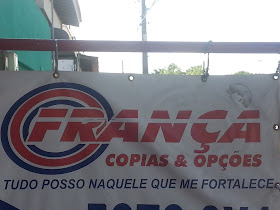 FRANÇA
COPIAS & OPÇÕES
TUDO POSSO NAQUELE QUE ME FORTALECE